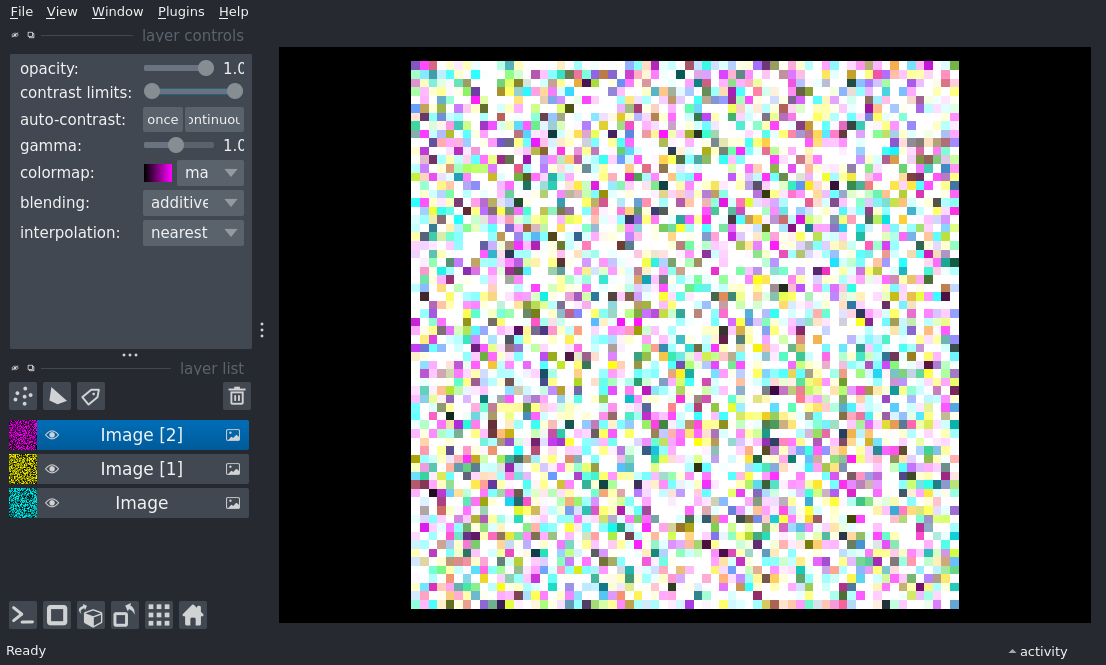 File View Window Plugins Help
layer controls
opacity: 1.0
contrast limits:
auto-contrast: once ontinuou
gamma: 1.0
colormap: ma
blending: additive
interpolation: nearest
layer list
Image [2]
Image [1]
Image
Ready
activity